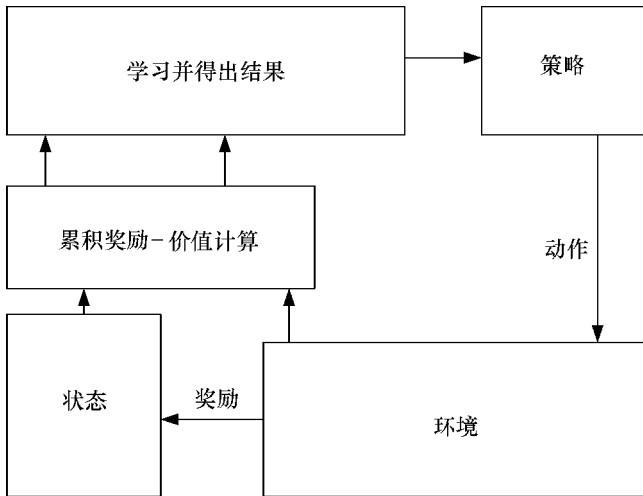 学习并得出结果
策略
累积奖励-价值计算
动作
状态
奖励
环境